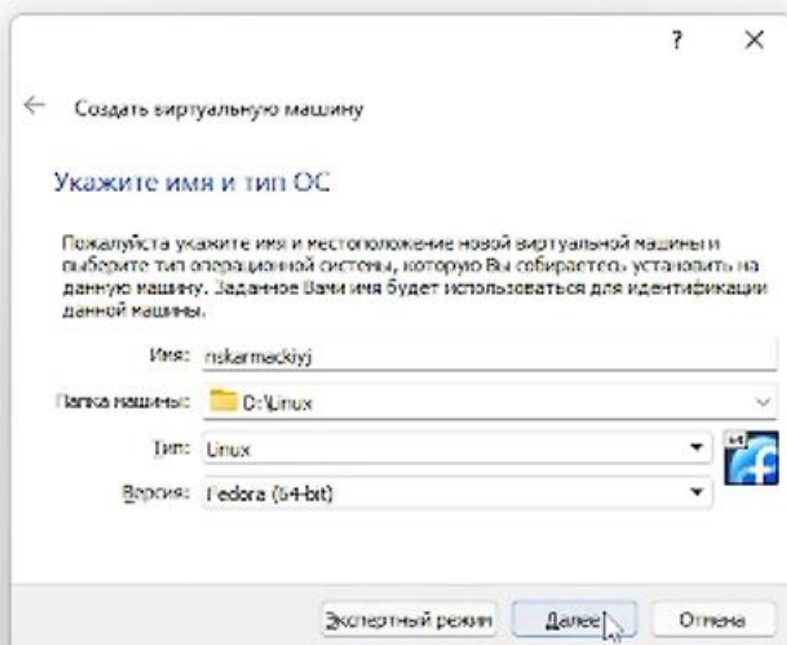 ?
Создать виртуальную машину
Укажите имя и тип ОС
Пожалуйста укажите имя и местоположение новой виртуальной машины и
выберите тип операционной системы, которую Вы собираетесь установить на
данную машину. Заданное Вами имя будет использоваться для идентификации
данной машины.
Имя: nskarmackiyj
Папка машины: D:\Linux
Тип: Linux
64
Версия: Fedora (64-bit)
Экспертный режим Далее Отмена